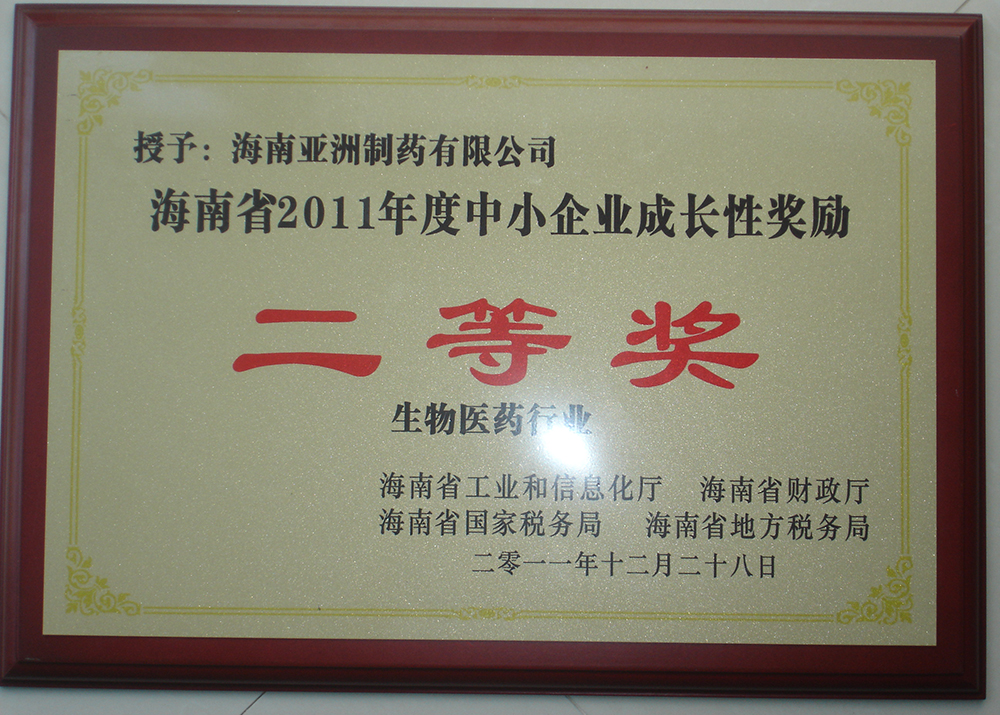 授予：海南亚洲制药有限公司
海南省2011年度中小企业成长性奖励
二等奖
生物医药行业
海南省工业和信息化厅 海南省财政厅
海南省国家税务局 海南省地方税务局
二零一一年十二月二十八日